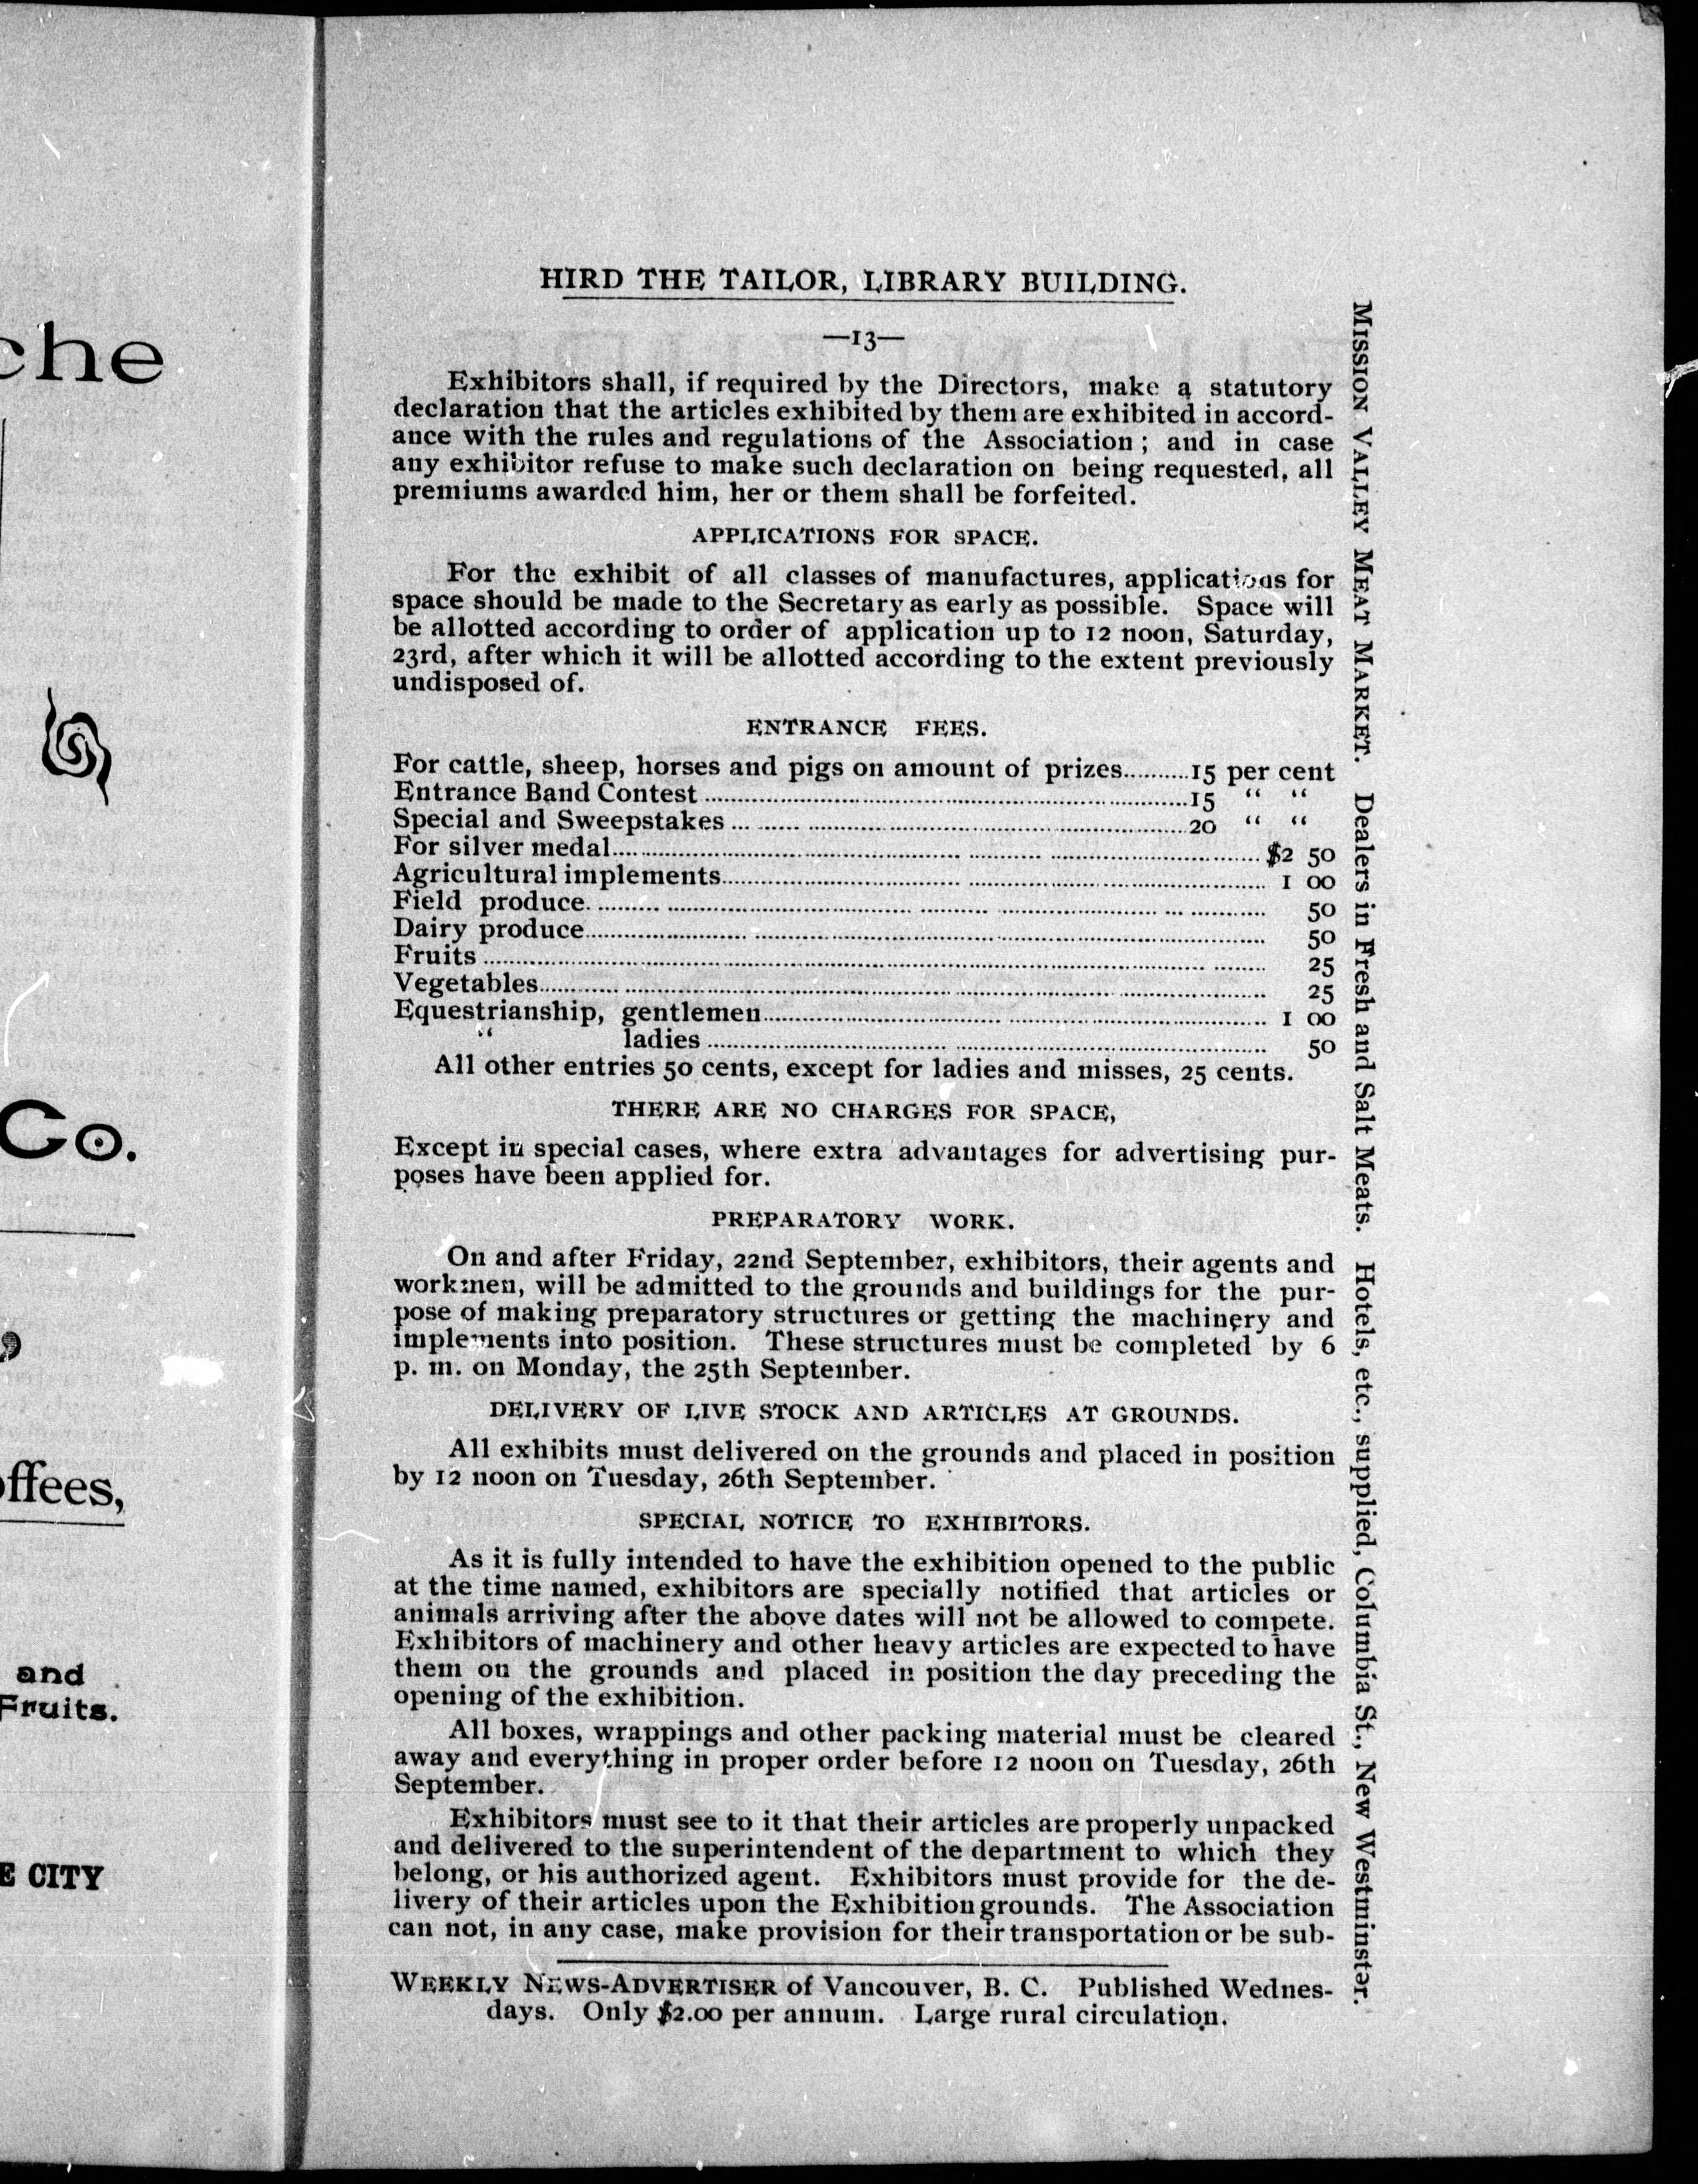 che
Co.
offees,
and
Fruits.
E CITY
HIRD THE TAILOR, LIBRARY BUILDING.
—13—
Exhibitors shall, if required by the Directors, make a statutory
declaration that the articles exhibited by them are exhibited in accord-
ance with the rules and regulations of the Association; and in case
any exhibitor refuse to make such declaration on being requested, all
premiums awarded him, her or them shall be forfeited.
APPLICATIONS FOR SPACE.
For the exhibit of all classes of manufactures, applications for
space should be made to the Secretary as early as possible. Space will
be allotted according to order of application up to 12 noon, Saturday,
23rd, after which it will be allotted according to the extent previously
undisposed of.
ENTRANCE FEES.
For cattle, sheep, horses and pigs on amount of prizes..........15 per cent
Entrance Band Contest..........15 " "
Special and Sweepstakes..........20 " "
For silver medal..........$2 50
Agricultural implements..........1 00
Field produce..........50
Dairy produce..........50
Fruits..........25
Vegetables..........25
Equestrianship, gentlemen..........1 00
" ladies..........50
All other entries 50 cents, except for ladies and misses, 25 cents.
THERE ARE NO CHARGES FOR SPACE,
Except in special cases, where extra advantages for advertising pur-
poses have been applied for.
PREPARATORY WORK.
On and after Friday, 22nd September, exhibitors, their agents and
workmen, will be admitted to the grounds and buildings for the pur-
pose of making preparatory structures or getting the machinery and
implements into position. These structures must be completed by 6
p. m. on Monday, the 25th September.
DELIVERY OF LIVE STOCK AND ARTICLES AT GROUNDS.
All exhibits must delivered on the grounds and placed in position
by 12 noon on Tuesday, 26th September.
SPECIAL NOTICE TO EXHIBITORS.
As it is fully intended to have the exhibition opened to the public
at the time named, exhibitors are specially notified that articles or
animals arriving after the above dates will not be allowed to compete.
Exhibitors of machinery and other heavy articles are expected to have
them on the grounds and placed in position the day preceding the
opening of the exhibition.
All boxes, wrappings and other packing material must be cleared
away and everything in proper order before 12 noon on Tuesday, 26th
September.
Exhibitors must see to it that their articles are properly unpacked
and delivered to the superintendent of the department to which they
belong, or his authorized agent. Exhibitors must provide for the de-
livery of their articles upon the Exhibition grounds. The Association
can not, in any case, make provision for their transportation or be sub-
WEEKLY NEWS-ADVERTISER of Vancouver, B. C. Published Wednes-
days. Only $2.00 per annum. Large rural circulation.
MISSION VALLEY MEAT MARKET. Dealers in Fresh and Salt Meats. Hotels, etc., supplied, Columbia St., New Westminster.